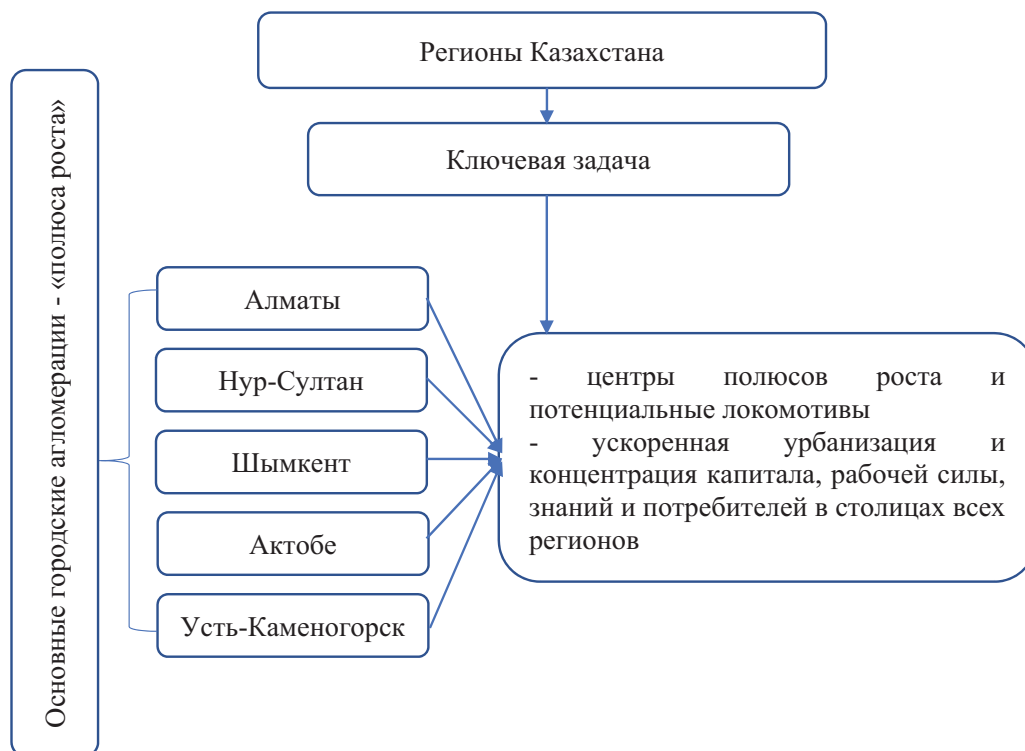 Регионы Казахстана
Ключевая задача
Основные городские агломерации - «полюса роста»
Алматы
Нур-Султан
Шымкент
Актобе
Усть-Каменогорск
- центры полюсов роста и
потенциальные локомотивы
- ускоренная урбанизация и
концентрация капитала, рабочей силы,
знаний и потребителей в столицах всех
регионов